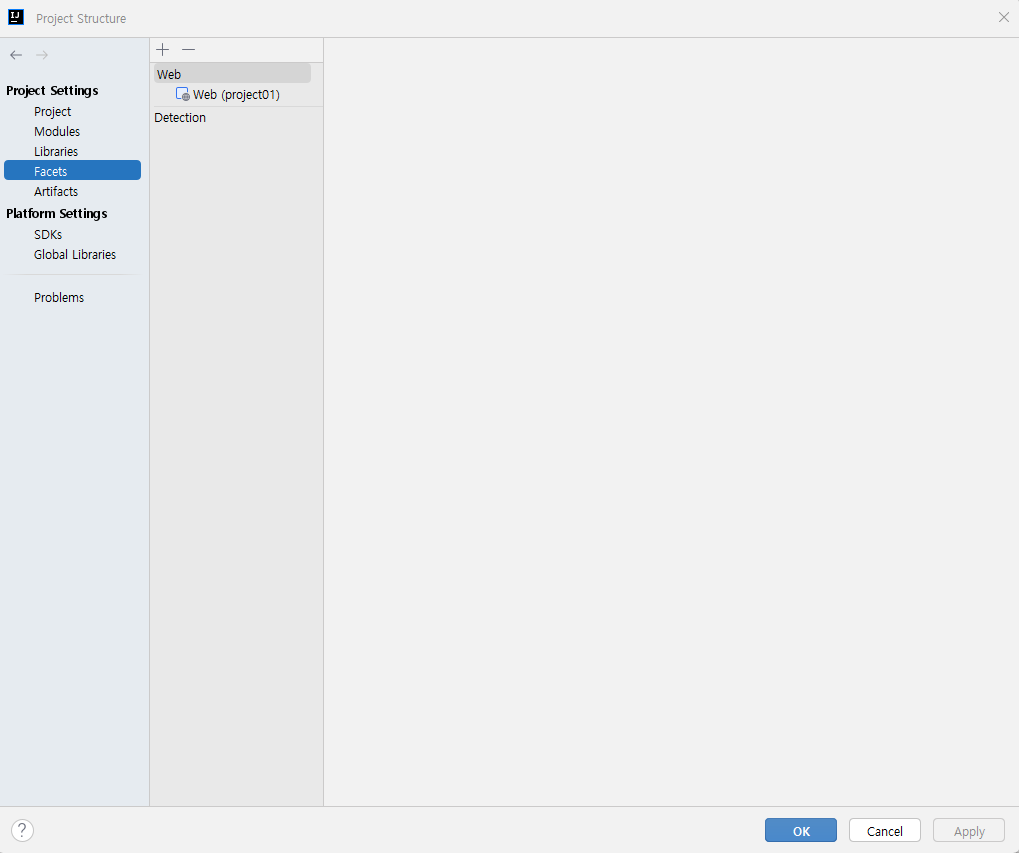 IJ
Project Structure
Project Settings
Project
Modules
Libraries
Facets
Artifacts
Platform Settings
SDKs
Global Libraries
Problems
Web
Web (project01)
Detection
?
OK
Cancel
Apply